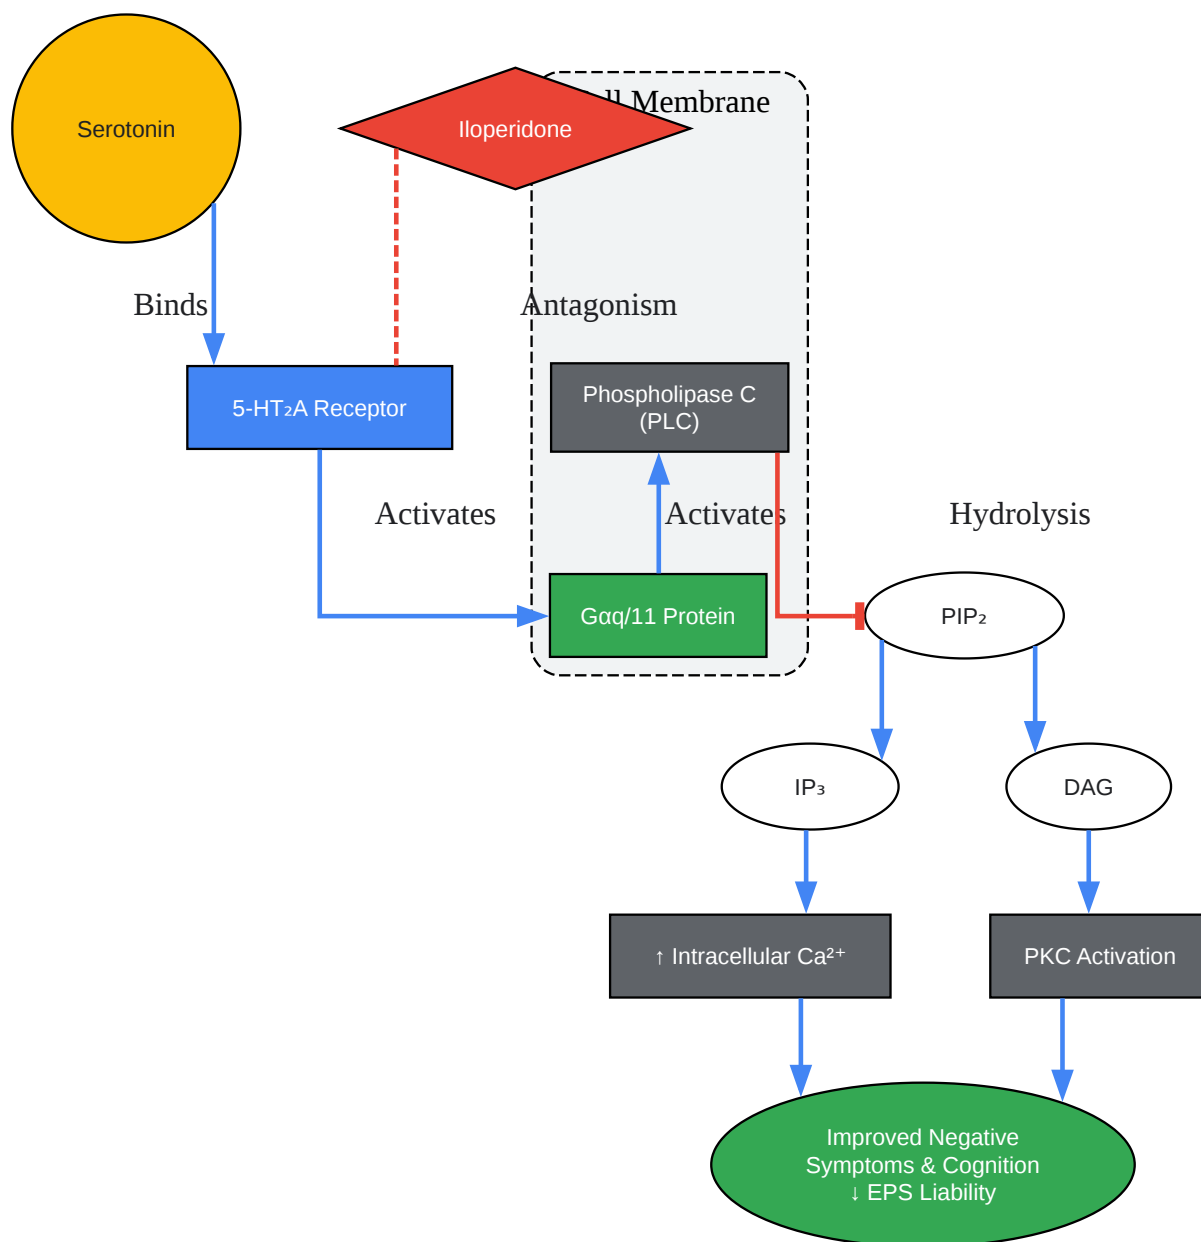 Serotonin
Iloperidone
Membrane
Binds
Antagonism
5-HT₂A Receptor
Phospholipase C
(PLC)
Activates
Activates
Hydrolysis
Gαq/11 Protein
PIP₂
IP₃
DAG
↑ Intracellular Ca²⁺
PKC Activation
Improved Negative
Symptoms & Cognition
↓ EPS Liability